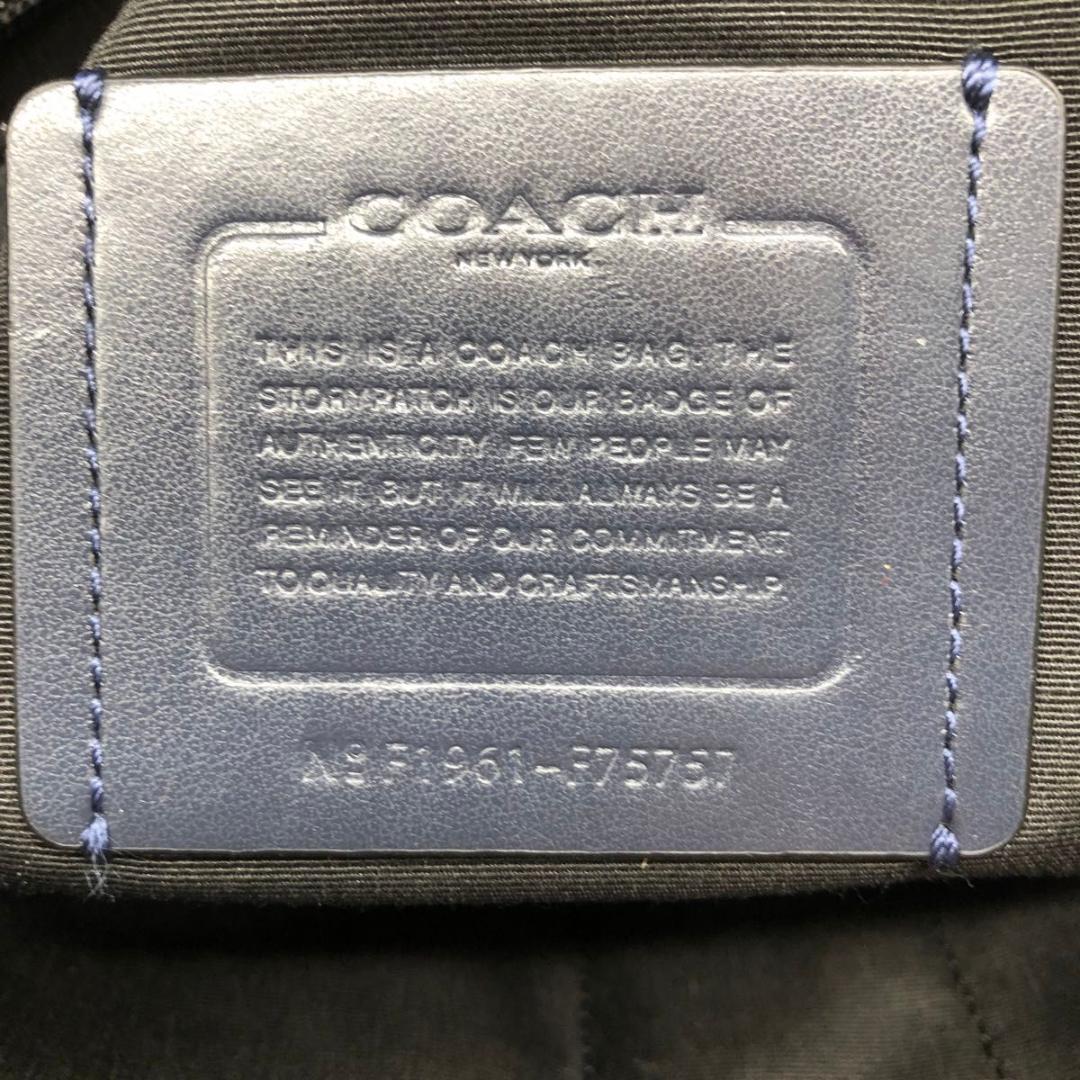 COACH
NEW YORK
THIS IS A COACH BAG. THE
STORYPATCH IS OUR BADGE OF
AUTHENTICITY. FEW PEOPLE MAY
SEE IT, BUT IT WILL ALWAYS BE A
REMINDER OF OUR COMMITMENT
TO QUALITY AND CRAFTSMANSHIP.
Nº F1961-F75757